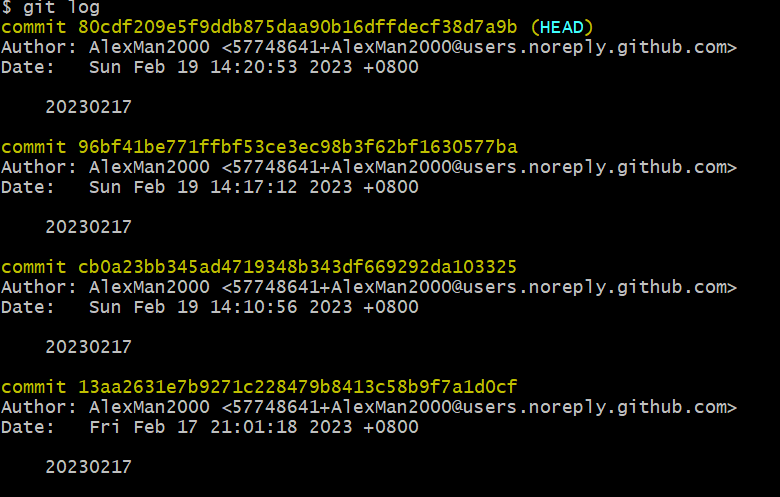 $ git log
commit 80cdf209e5f9ddb875daa90b16dffdecf38d7a9b (HEAD)
Author: AlexMan2000 <57748641+AlexMan2000@users.noreply.github.com>
Date:   Sun Feb 19 14:20:53 2023 +0800
    20230217
commit 96bf41be771ffbf53ce3ec98b3f62bf1630577ba
Author: AlexMan2000 <57748641+AlexMan2000@users.noreply.github.com>
Date:   Sun Feb 19 14:17:12 2023 +0800
    20230217
commit cb0a23bb345ad4719348b343df669292da103325
Author: AlexMan2000 <57748641+AlexMan2000@users.noreply.github.com>
Date:   Sun Feb 19 14:10:56 2023 +0800
    20230217
commit 13aa2631e7b9271c228479b8413c58b9f7a1d0cf
Author: AlexMan2000 <57748641+AlexMan2000@users.noreply.github.com>
Date:   Fri Feb 17 21:01:18 2023 +0800
    20230217